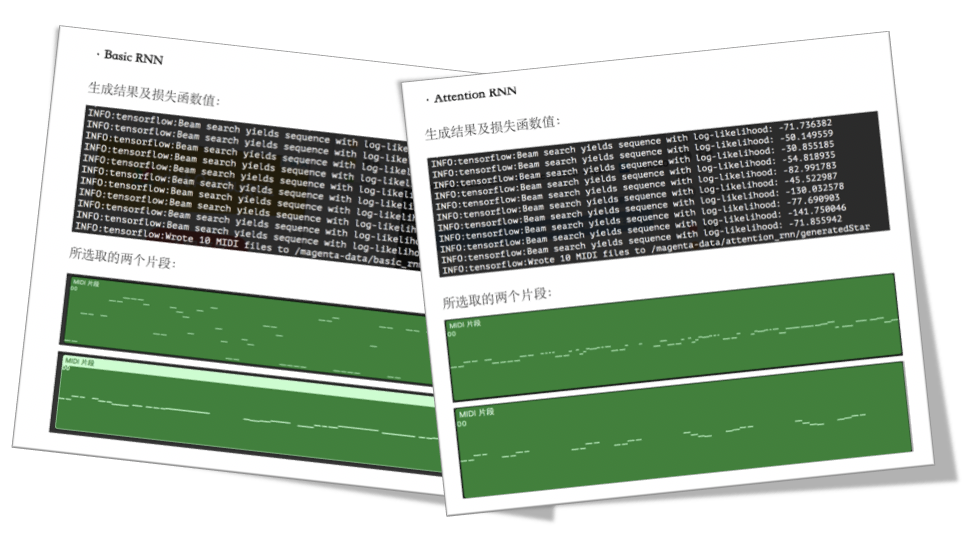 · Basic RNN
生成结果及损失函数值：
INFO:tensorflow:Beam search yields sequence with log-like
INFO:tensorflow:Beam search yields sequence with log-like
INFO:tensorflow:Beam search yields sequence with log-like
INFO:tensorflow:Beam search yields sequence with log-like
INFO:tensorflow:Beam search yields sequence with log-likel
INFO:tensorflow:Beam search yields sequence with log-likel
INFO:tensorflow:Beam search yields sequence with log-likeli
INFO:tensorflow:Beam search yields sequence with log-likelih
INFO:tensorflow:Beam search yields sequence with log-likelih
INFO:tensorflow:Beam search yields sequence with log-likeliho
INFO:tensorflow:Wrote 10 MIDI files to /magenta-data/basic_rn
所选取的两个片段：
MIDI 片段
00
MIDI 片段
00
· Attention RNN
生成结果及损失函数值：
INFO:tensorflow:Beam search yields sequence with log-likelihood: -71.736382
INFO:tensorflow:Beam search yields sequence with log-likelihood: -50.149559
INFO:tensorflow:Beam search yields sequence with log-likelihood: -30.855185
INFO:tensorflow:Beam search yields sequence with log-likelihood: -54.818935
INFO:tensorflow:Beam search yields sequence with log-likelihood: -82.991783
INFO:tensorflow:Beam search yields sequence with log-likelihood: -45.522987
INFO:tensorflow:Beam search yields sequence with log-likelihood: -130.032578
INFO:tensorflow:Beam search yields sequence with log-likelihood: -77.690903
INFO:tensorflow:Beam search yields sequence with log-likelihood: -141.750046
INFO:tensorflow:Beam search yields sequence with log-likelihood: -71.855942
INFO:tensorflow:Wrote 10 MIDI files to /magenta-data/attention_rnn/generatedStar
所选取的两个片段：
MIDI 片段
00
MIDI 片段
00